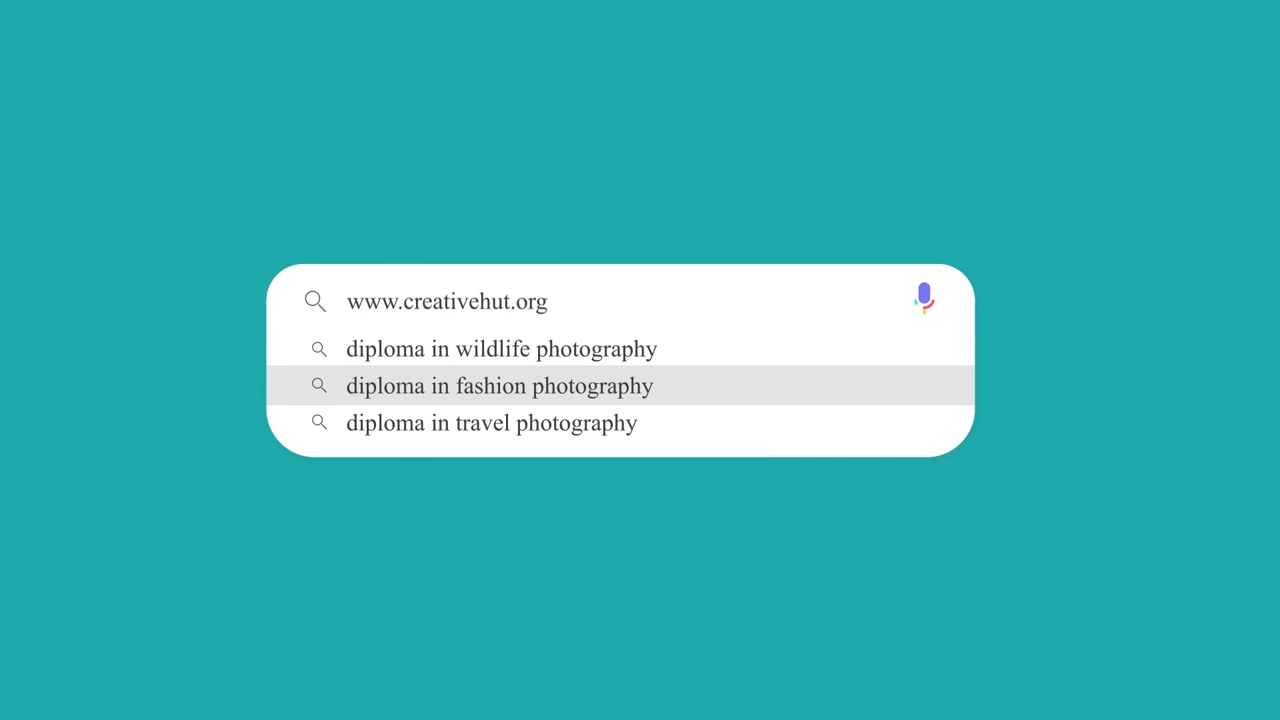 www.creativehut.org
diploma in wildlife photography
diploma in fashion photography
diploma in travel photography